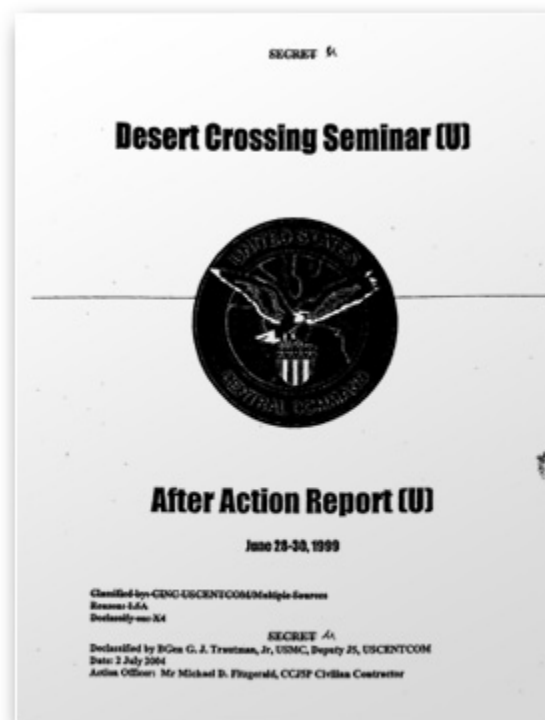 SECRET
Desert Crossing Seminar (U)
UNITED STATES
CENTRAL COMMAND
After Action Report (U)
June 28-30, 1999
Classified by: CINC USCENTCOM/Multiple Sources
Reason: 1.5A
Declassify on: X4
SECRET
Declassified by BGen G. J. Trautman, Jr, USMC, Deputy J5, USCENTCOM
Date: 2 July 2004
Action Officer: Mr Michael D. Fitzgerald, CCJ5P Civilian Contractor